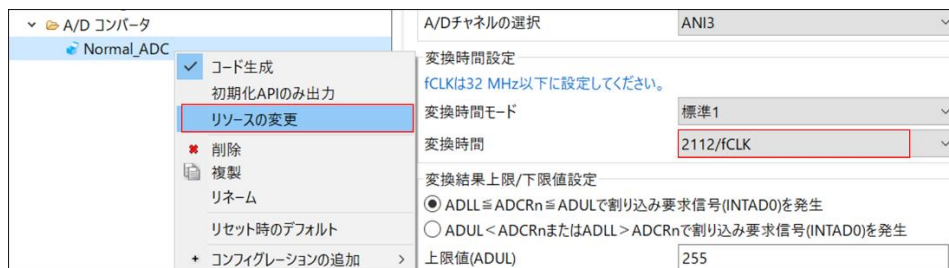 A/D コンバータ
Normal_ADC
コード生成
初期化APIのみ出力
リソースの変更
削除
複製
リネーム
リセット時のデフォルト
コンフィグレーションの追加
A/Dチャネルの選択 ANI3
変換時間設定
fCLKは32 MHz以下に設定してください。
変換時間モード 標準1
変換時間 2112/fCLK
変換結果上限/下限値設定
ADLL≦ADCRn≦ADULで割り込み要求信号(INTAD0)を発生
ADUL<ADCRnまたはADLL>ADCRnで割り込み要求信号(INTAD0)を発生
上限値(ADUL) 255